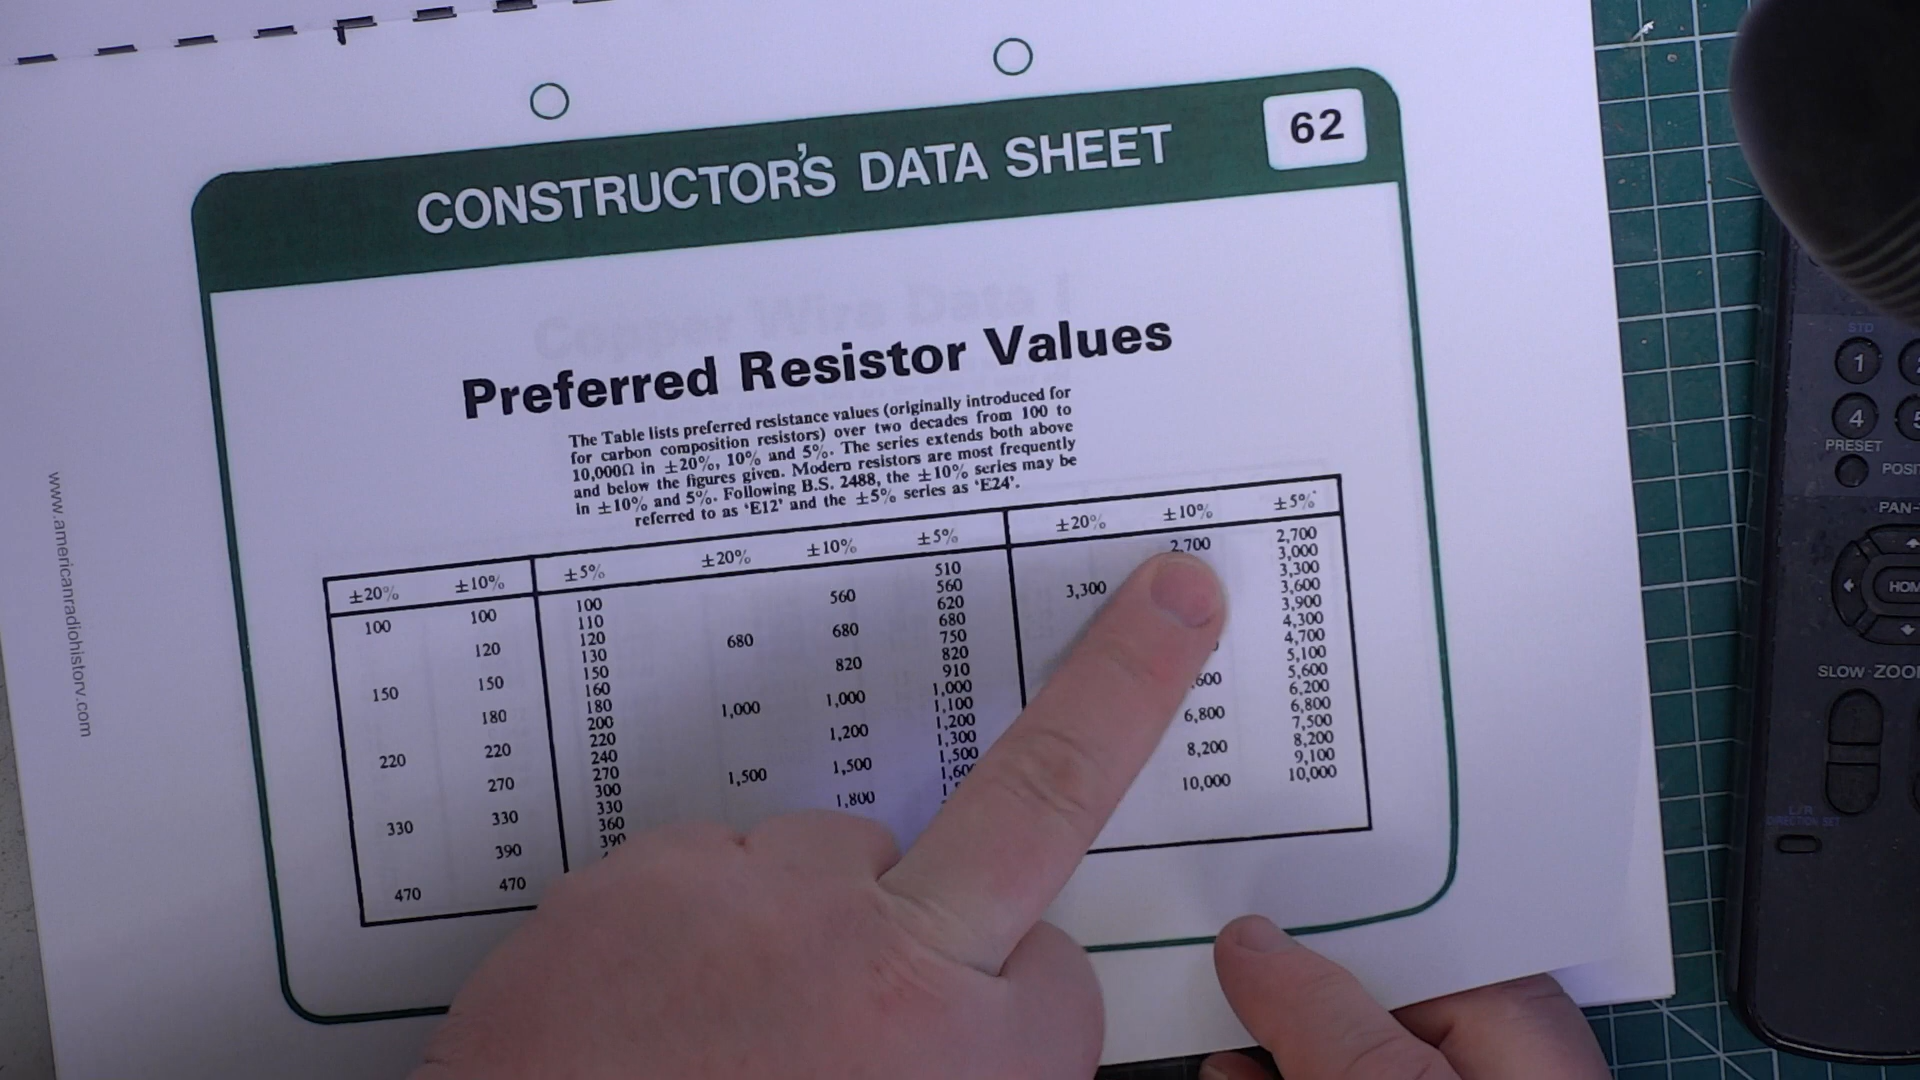 CONSTRUCTOR'S DATA SHEET
62
Preferred Resistor Values
The Table lists preferred resistance values (originally introduced for
for carbon composition resistors) over two decades from 100 to
10,000Ω in ±20%, 10% and 5%. The series extends both above
and below the figures given. Modern resistors are most frequently
in ±10% and 5%. Following B.S. 2488, the ±10% series may be
referred to as 'E12' and the ±5% series as 'E24'.
±20% ±10% ±5% ±20% ±10% ±5% ±20% ±10% ±5%
100 100 100 510 2,700 2,700
110 560 560 3,000
120 120 620 3,300 3,300
130 680 680 680 3,600
150 150 150 750 3,900
160 820 820 4,300
180 180 910 4,700
200 1,000 1,000 1,000 5,100
220 220 220 1,100 5,600
240 1,200 1,200 6,200
270 270 1,300 6,800 6,800
300 1,500 1,500 1,500 7,500
330 330 330 8,200 8,200
360 1,800 9,100
390 390 10,000 10,000
470 470
www.americanradiohistory.com
STD
1
4
PRESET
PAN-
HOM
SLOW-ZOO
L/R
DIRECTION SET